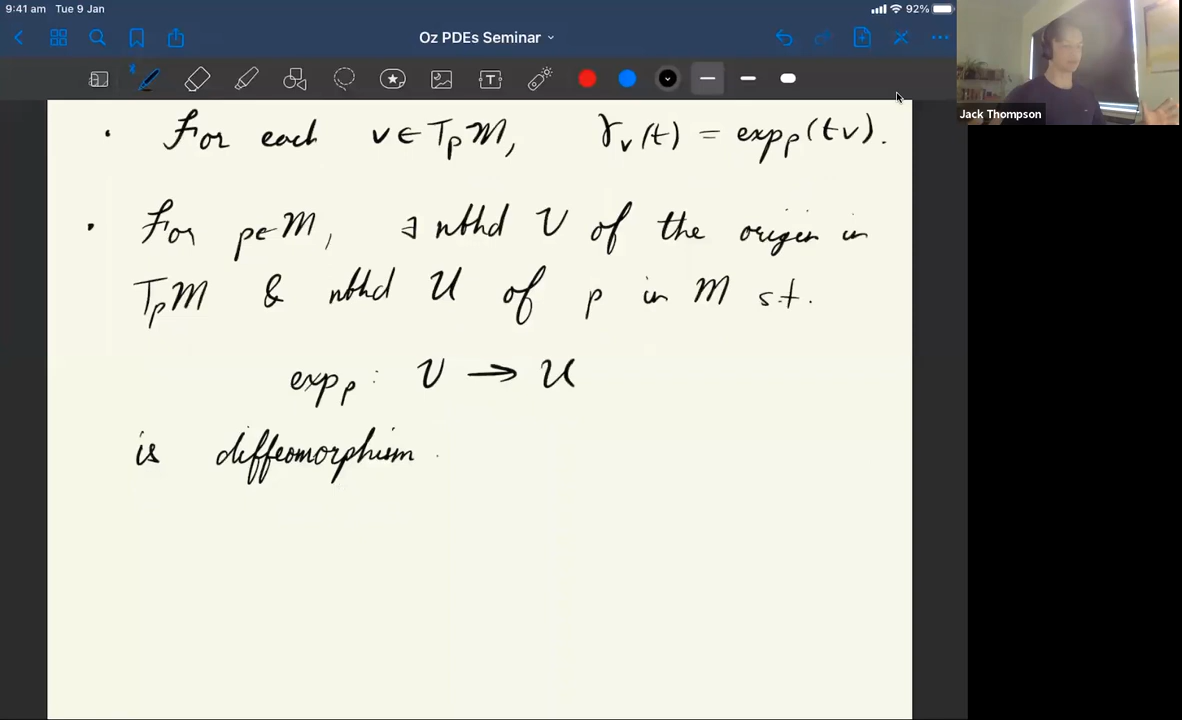 9:41 am Tue 9 Jan
92%
Oz PDEs Seminar
Jack Thompson
· For each v ∈ TₚM, γᵥ(t) = expₚ(tv).
· For p∈M, ∃ nbhd V of the origin in
TₚM & nbhd U of p in M s.t.
expₚ: V → U
is diffeomorphism.